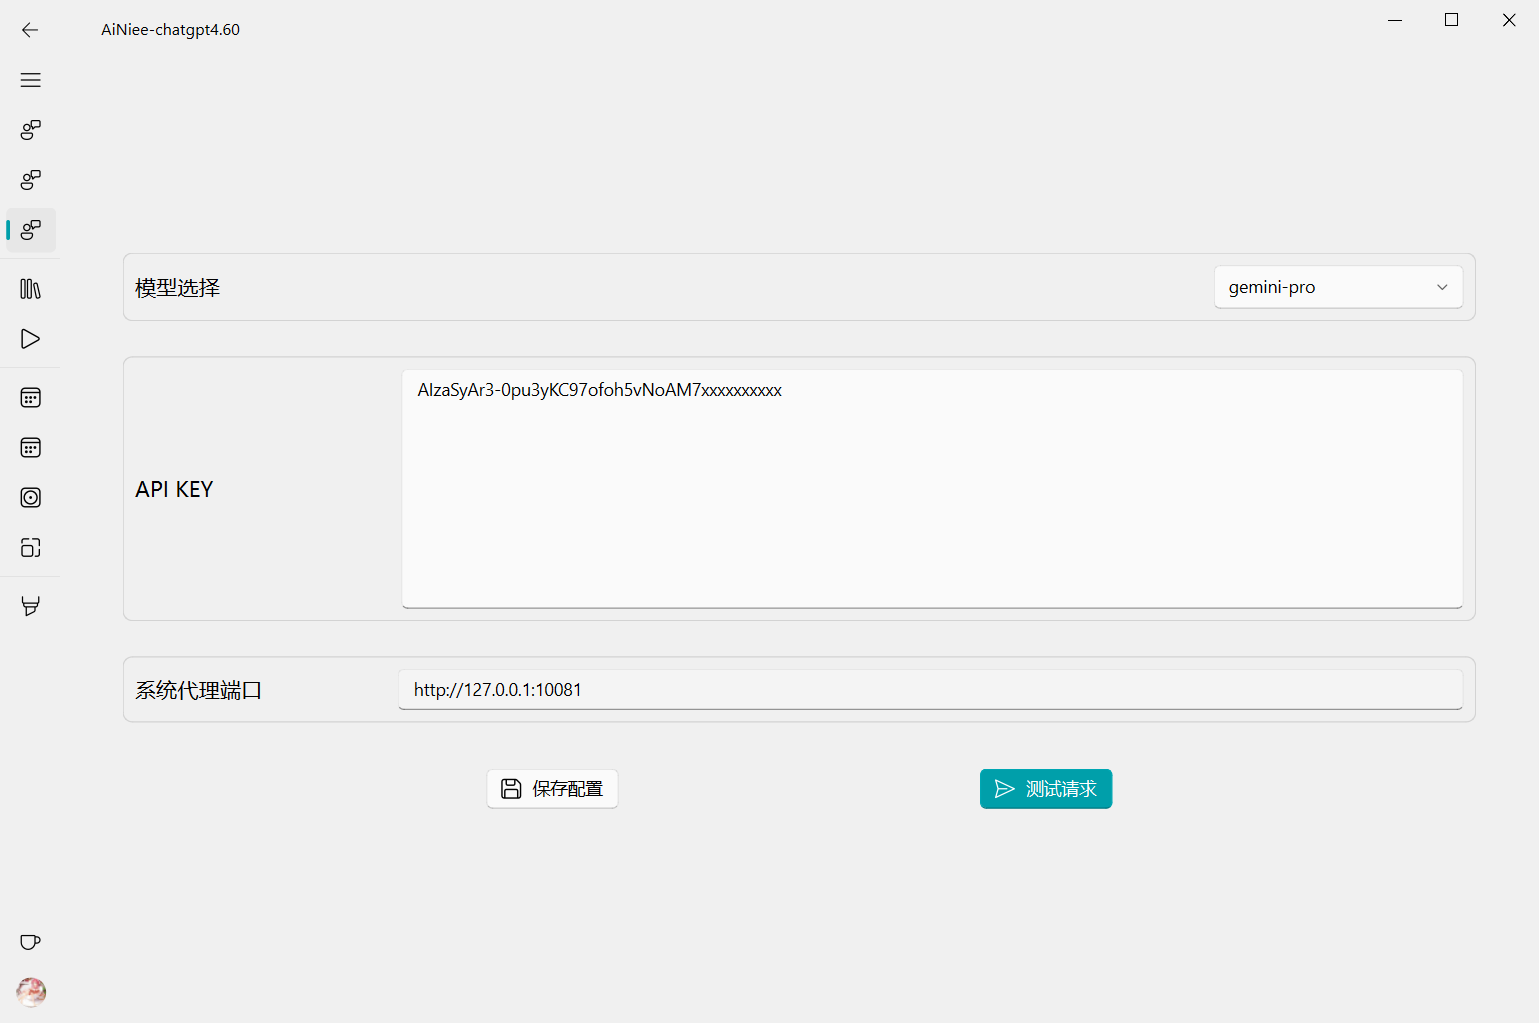 AiNiee-chatgpt4.60
模型选择
gemini-pro
AIzaSyAr3-0pu3yKC97ofoh5vNoAM7xxxxxxxxxx
API KEY
系统代理端口
http://127.0.0.1:10081
保存配置
测试请求